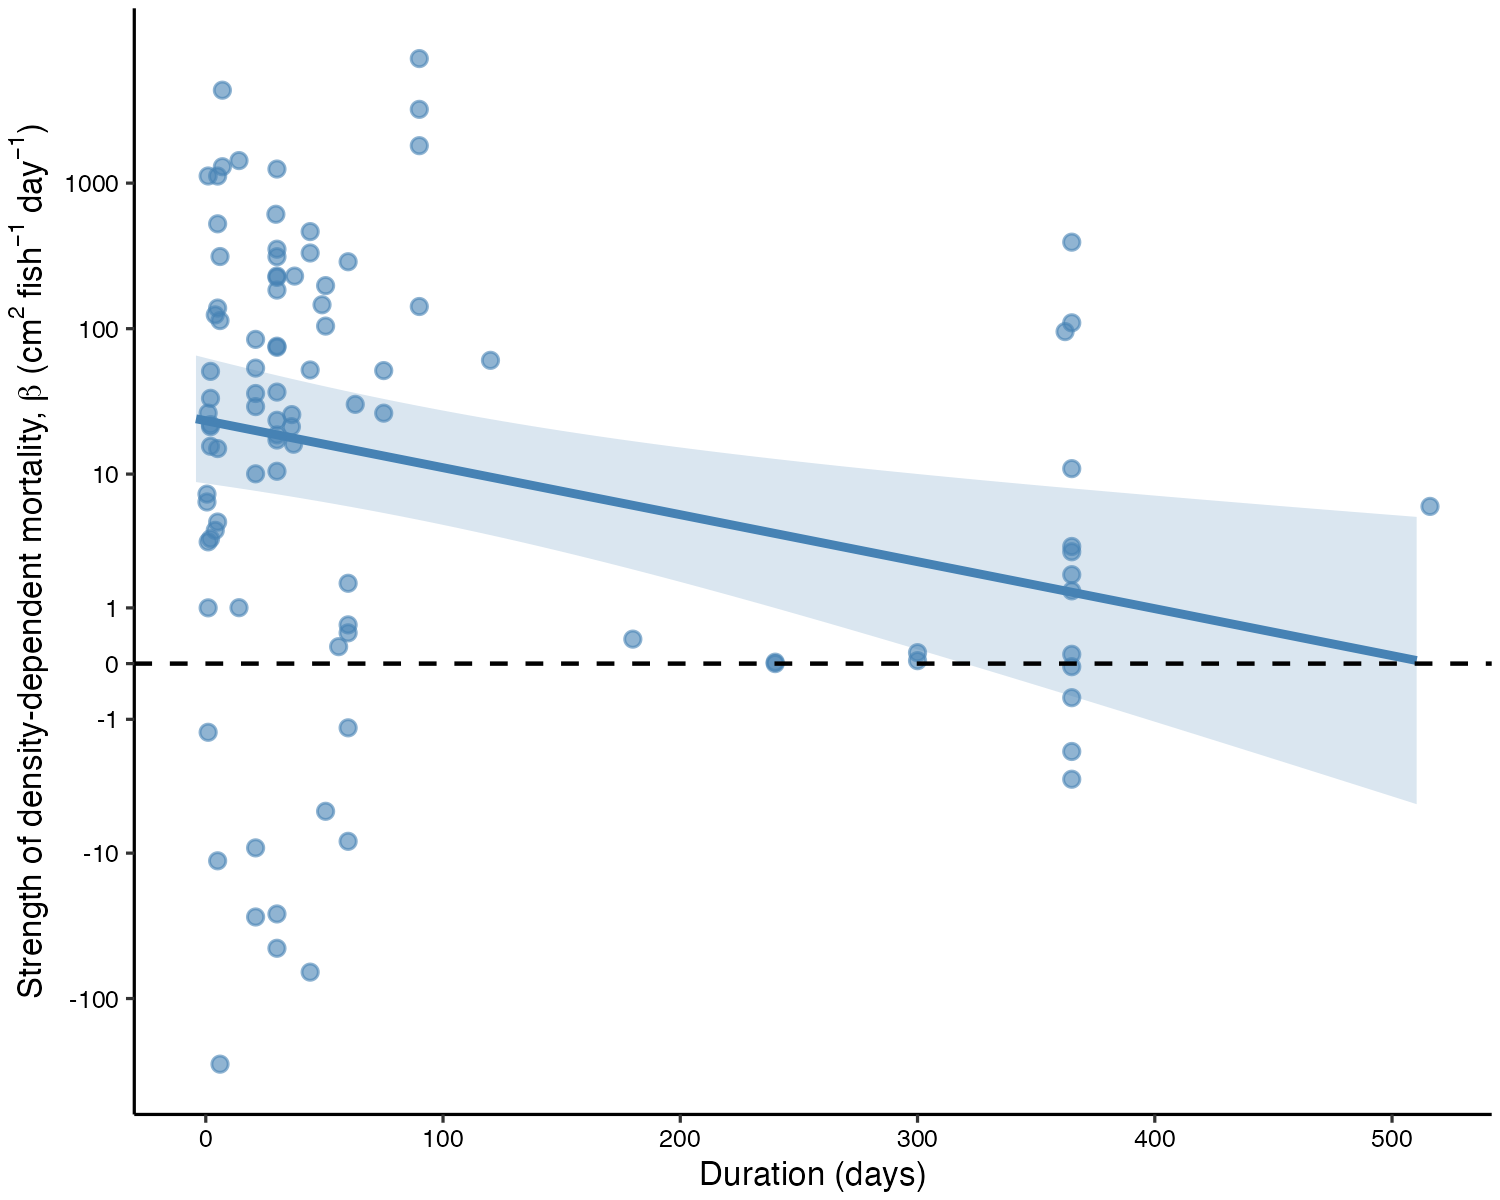 Strength of density-dependent mortality, β (cm² fish⁻¹ day⁻¹)
1000
100
10
1
0
-1
-10
-100
0 100 200 300 400 500
Duration (days)